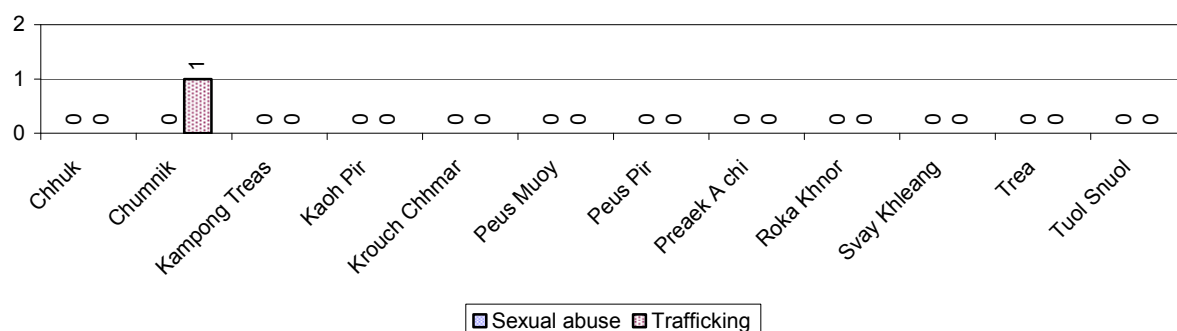 2
1
0
0 0 0 1 0 0 0 0 0 0 0 0 0 0 0 0 0 0 0 0 0 0 0 0
Chhuk
Chumnik
Kampong Treas
Kaoh Pir
Krouch Chhmar
Peus Muoy
Peus Pir
Preaek A chi
Roka Khnor
Svay Khleang
Trea
Tuol Snuol
Sexual abuse Trafficking